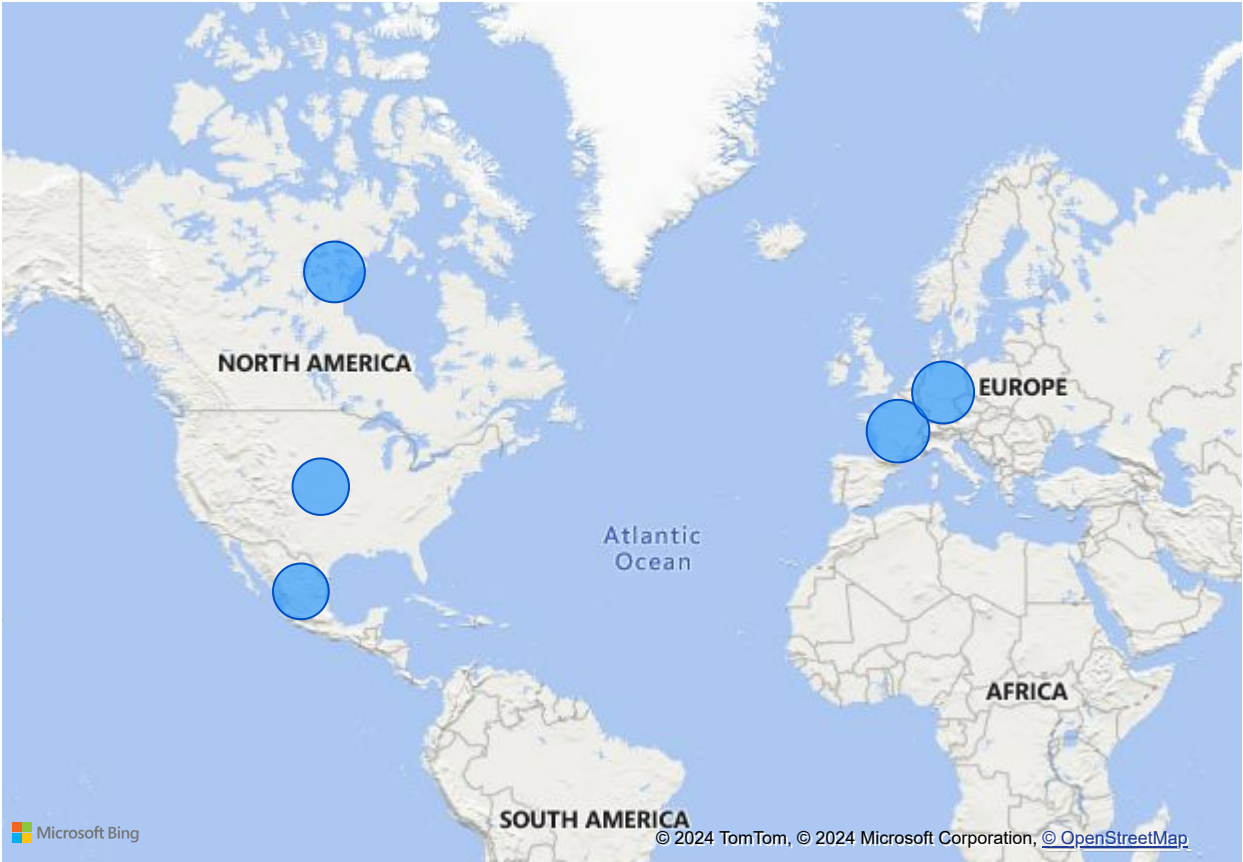 NORTH AMERICA
EUROPE
Atlantic
Ocean
AFRICA
SOUTH AMERICA
Microsoft Bing
© 2024 TomTom, © 2024 Microsoft Corporation, © OpenStreetMap